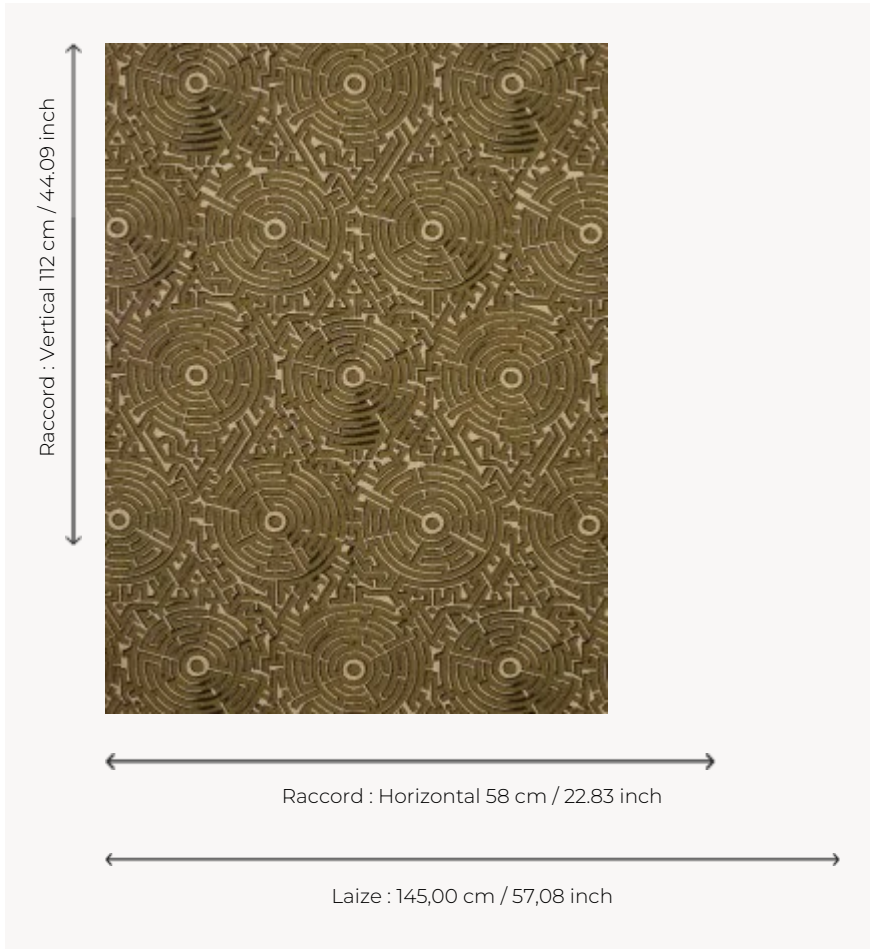 Raccord : Vertical 112 cm / 44.09 inch
Raccord : Horizontal 58 cm / 22.83 inch
Laize : 145,00 cm / 57,08 inch